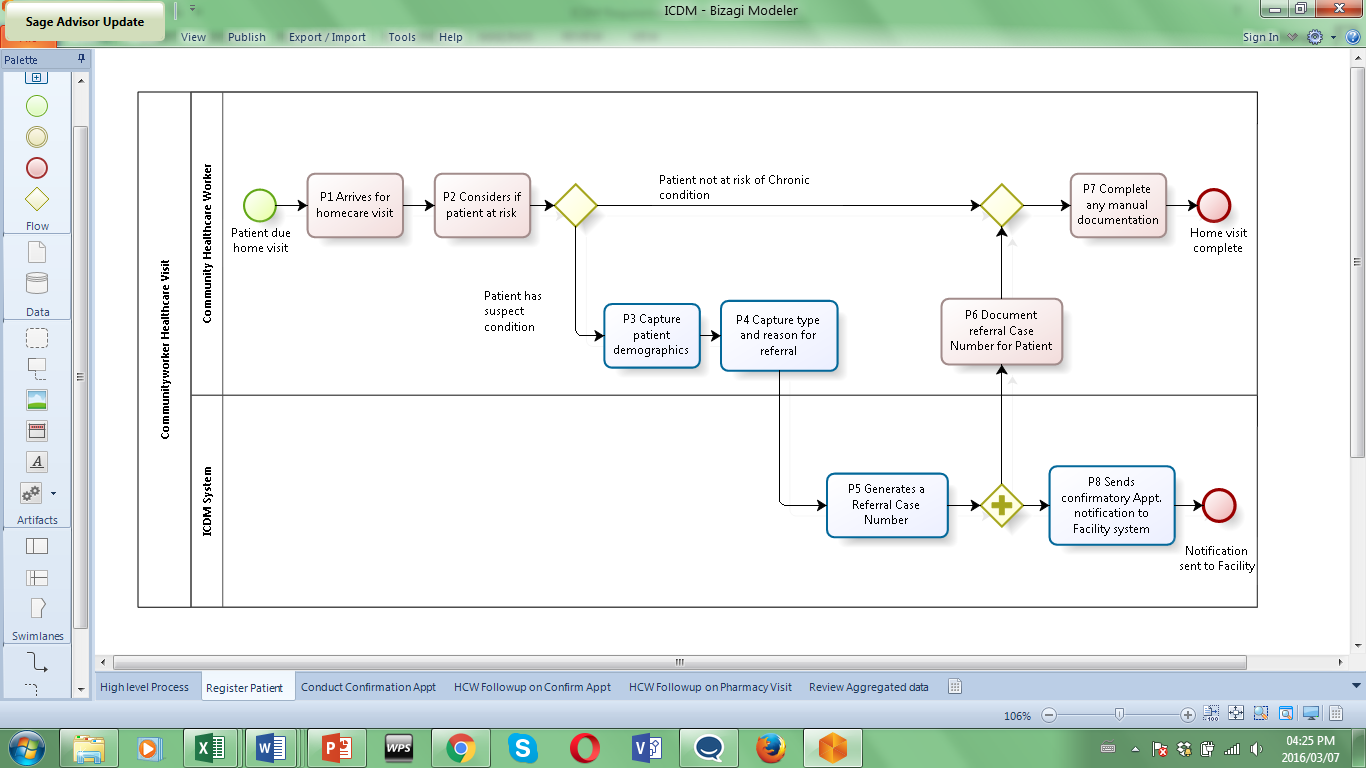 ICDM - Bizagi Modeler
Sage Advisor Update
View Publish Export / Import Tools Help
Sign In
Palette
Flow
Data
Artifacts
Swimlanes
Communityworker Healthcare Visit
Community Healthcare Worker
Patient due
home visit
P1 Arrives for
homecare visit
P2 Considers if
patient at risk
Patient not at risk of Chronic
condition
P7 Complete
any manual
documentation
Home visit
complete
Patient has
suspect
condition
P3 Capture
patient
demographics
P4 Capture type
and reason for
referral
P6 Document
referral Case
Number for Patient
ICDM System
P5 Generates a
Referral Case
Number
P8 Sends
confirmatory Appt.
notification to
Facility system
Notification
sent to Facility
High level Process Register Patient Conduct Confirmation Appt HCW Followup on Confirm Appt HCW Followup on Pharmacy Visit Review Aggregated data
106%
WPS
04:25 PM
2016/03/07